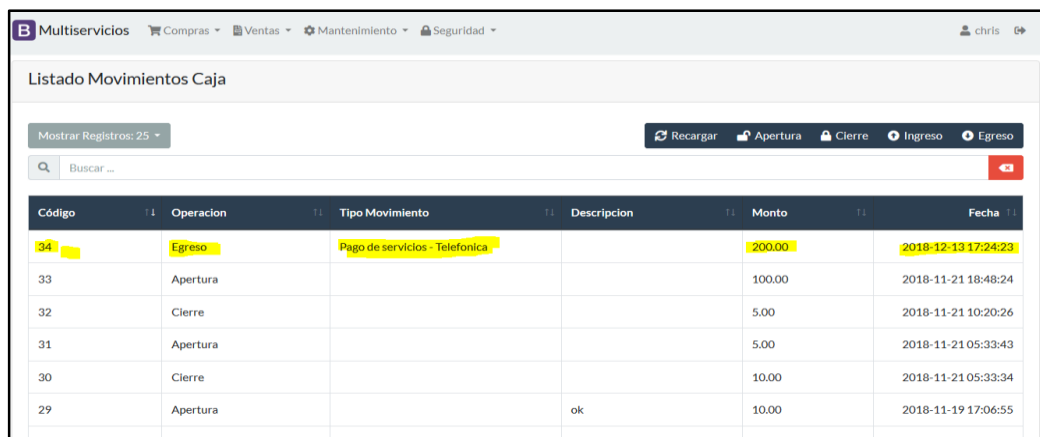 B Multiservicios Compras Ventas Mantenimiento Seguridad chris
Listado Movimientos Caja
Mostrar Registros: 25 Recargar Apertura Cierre Ingreso Egreso
Buscar ...
Código Operacion Tipo Movimiento Descripcion Monto Fecha
34 Egreso Pago de servicios - Telefonica 200.00 2018-12-13 17:24:23
33 Apertura 100.00 2018-11-21 18:48:24
32 Cierre 5.00 2018-11-21 10:20:26
31 Apertura 5.00 2018-11-21 05:33:43
30 Cierre 10.00 2018-11-21 05:33:34
29 Apertura ok 10.00 2018-11-19 17:06:55